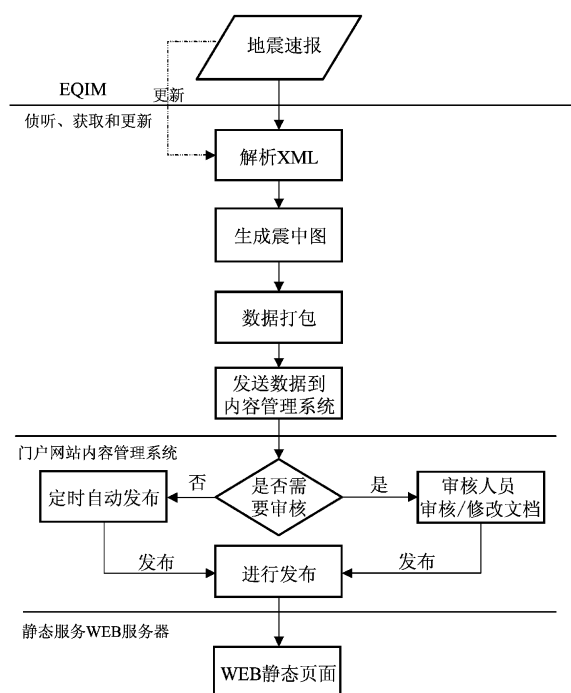 地震速报
EQIM
更新
侦听、获取和更新
解析XML
生成震中图
数据打包
发送数据到
内容管理系统
门户网站内容管理系统
否
是否需
要审核
是
定时自动发布
审核人员
审核/修改文档
发布
进行发布
发布
静态服务WEB服务器
WEB静态页面